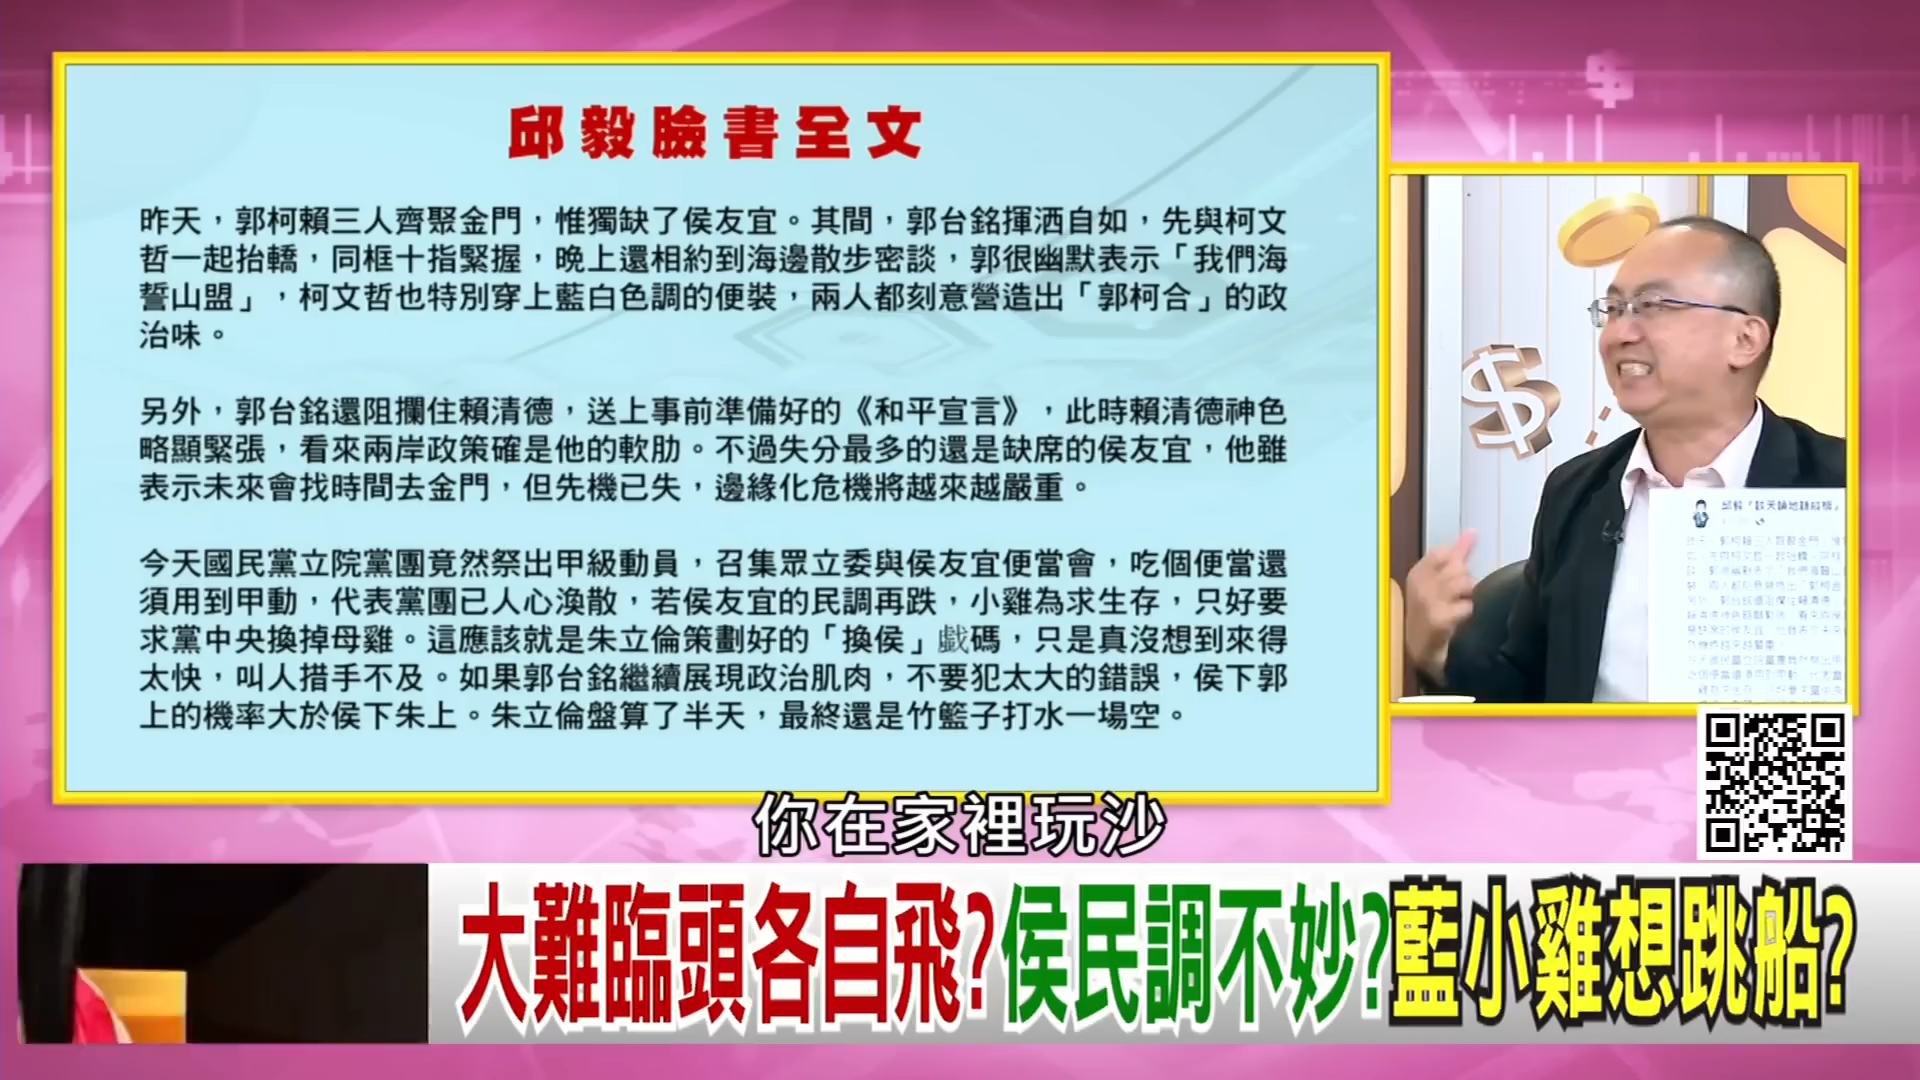 邱毅臉書全文
昨天，郭柯賴三人齊聚金門，惟獨缺了侯友宜。其間，郭台銘揮洒自如，先與柯文
哲一起抬轎，同框十指緊握，晚上還相約到海邊散步密談，郭很幽默表示「我們海
誓山盟」，柯文哲也特別穿上藍白色調的便裝，兩人都刻意營造出「郭柯合」的政
治味。
另外，郭台銘還阻攔住賴清德，送上事前準備好的《和平宣言》，此時賴清德神色
略顯緊張，看來兩岸政策確是他的軟肋。不過失分最多的還是缺席的侯友宜，他雖
表示未來會找時間去金門，但先機已失，邊緣化危機將越來越嚴重。
今天國民黨立院黨團竟然祭出甲級動員，召集眾立委與侯友宜便當會，吃個便當還
須用到甲動，代表黨團已人心渙散，若侯友宜的民調再跌，小雞為求生存，只好要
求黨中央換掉母雞。這應該就是朱立倫策劃好的「換侯」戱碼，只是真沒想到來得
太快，叫人措手不及。如果郭台銘繼續展現政治肌肉，不要犯太大的錯誤，侯下郭
上的機率大於侯下朱上。朱立倫盤算了半天，最終還是竹籃子打水一場空。
你在家裡玩沙
大難臨頭各自飛?侯民調不妙?藍小雞想跳船?